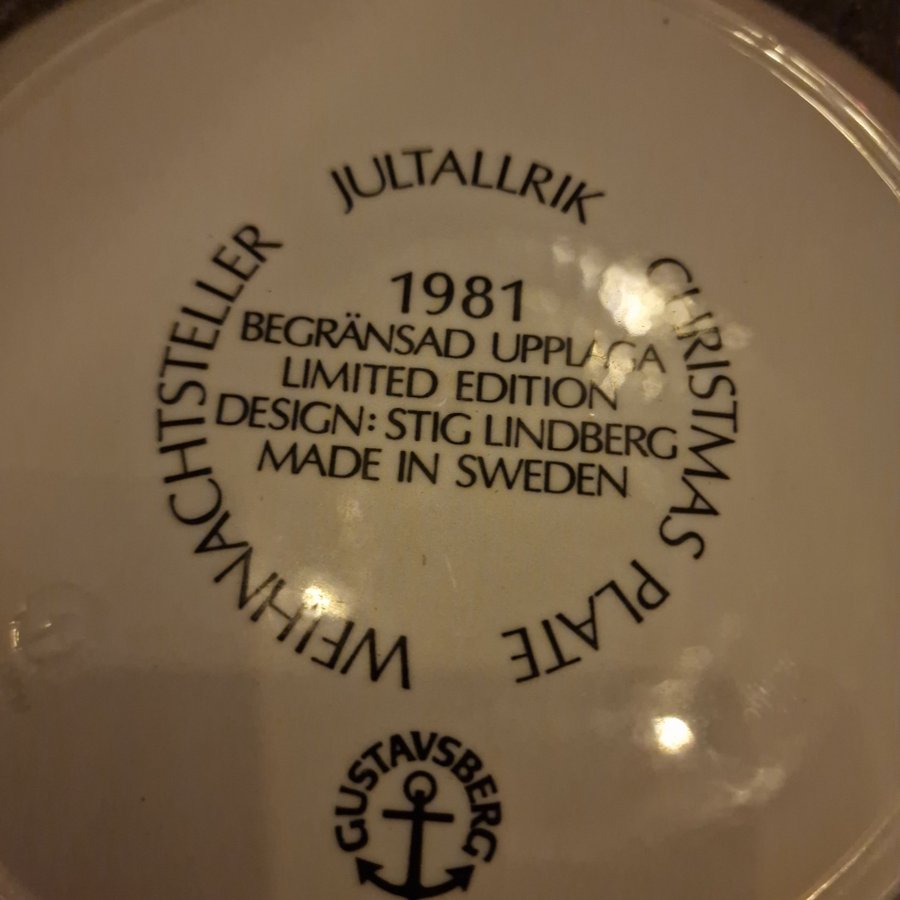 JULTALLRIK
CHRISTMAS PLATE
WEIHNACHTSTELLER
1981
BEGRÄNSAD UPPLAGA
LIMITED EDITION
DESIGN: STIG LINDBERG
MADE IN SWEDEN
GUSTAVSBERG